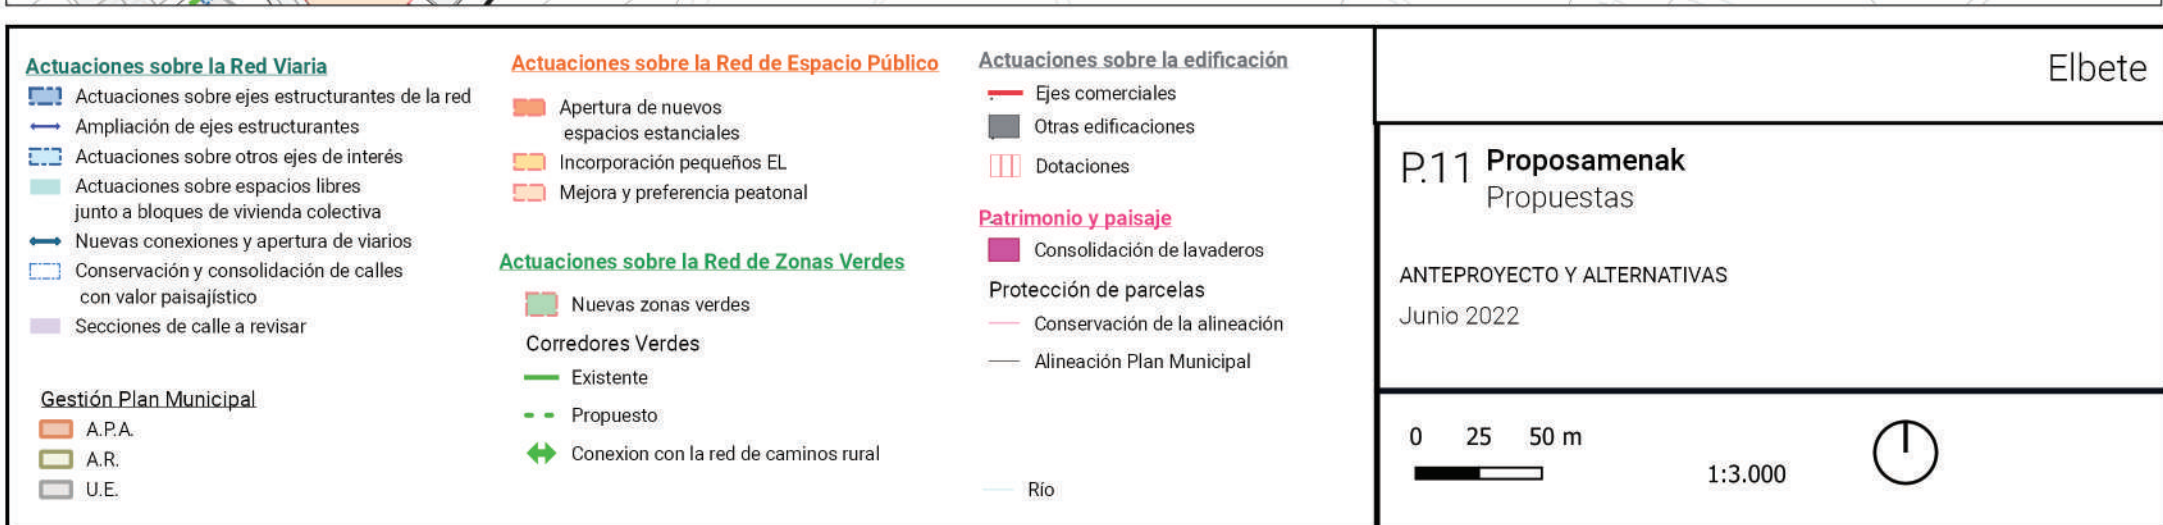 Actuaciones sobre la Red Viaria
Actuaciones sobre ejes estructurantes de la red
Ampliación de ejes estructurantes
Actuaciones sobre otros ejes de interés
Actuaciones sobre espacios libres
junto a bloques de vivienda colectiva
Nuevas conexiones y apertura de viarios
Conservación y consolidación de calles
con valor paisajístico
Secciones de calle a revisar
Gestión Plan Municipal
A.P.A.
A.R.
U.E.
Actuaciones sobre la Red de Espacio Público
Apertura de nuevos
espacios estanciales
Incorporación pequeños EL
Mejora y preferencia peatonal
Actuaciones sobre la Red de Zonas Verdes
Nuevas zonas verdes
Corredores Verdes
Existente
Propuesto
Conexion con la red de caminos rural
Actuaciones sobre la edificación
Ejes comerciales
Otras edificaciones
Dotaciones
Patrimonio y paisaje
Consolidación de lavaderos
Protección de parcelas
Conservación de la alineación
Alineación Plan Municipal
Río
Elbete
P.11 Proposamenak
Propuestas
ANTEPROYECTO Y ALTERNATIVAS
Junio 2022
0 25 50 m
1:3.000